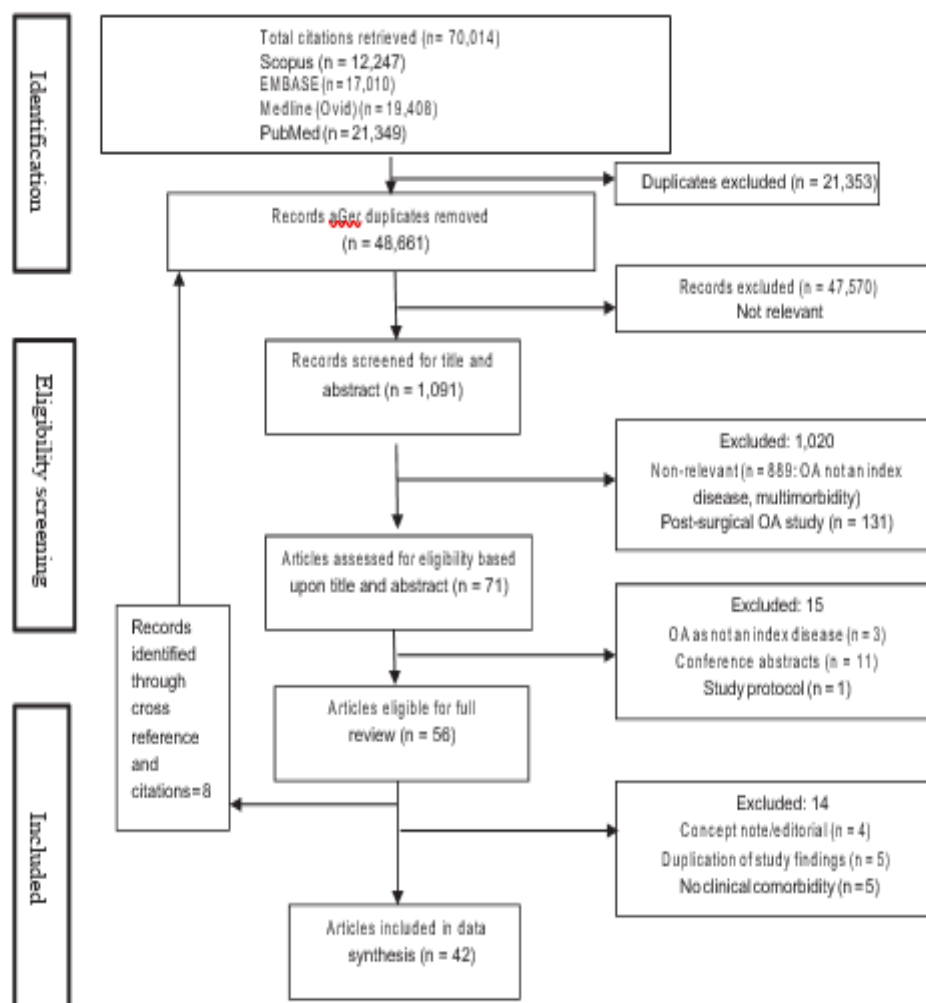 Identification
Total citations retrieved (n= 70,014)
Scopus (n = 12,247)
EMBASE (n = 17,010)
Medline (Ovid) (n = 19,408)
PubMed (n = 21,349)
Duplicates excluded (n = 21,353)
Records aGer duplicates removed
(n = 48,661)
Records excluded (n = 47,570)
Not relevant
Eligibility screening
Records screened for title and
abstract (n = 1,091)
Excluded: 1,020
Non-relevant (n = 889: OA not an index
disease, multimorbidity)
Post-surgical OA study (n = 131)
Articles assessed for eligibility based
upon title and abstract (n = 71)
Excluded: 15
OA as not an index disease (n = 3)
Conference abstracts (n = 11)
Study protocol (n = 1)
Records
identified
through
cross
reference
and
citations=8
Articles eligible for full
review (n = 56)
Included
Excluded: 14
Concept note/editorial (n = 4)
Duplication of study findings (n = 5)
No clinical comorbidity (n =5)
Articles included in data
synthesis (n = 42)